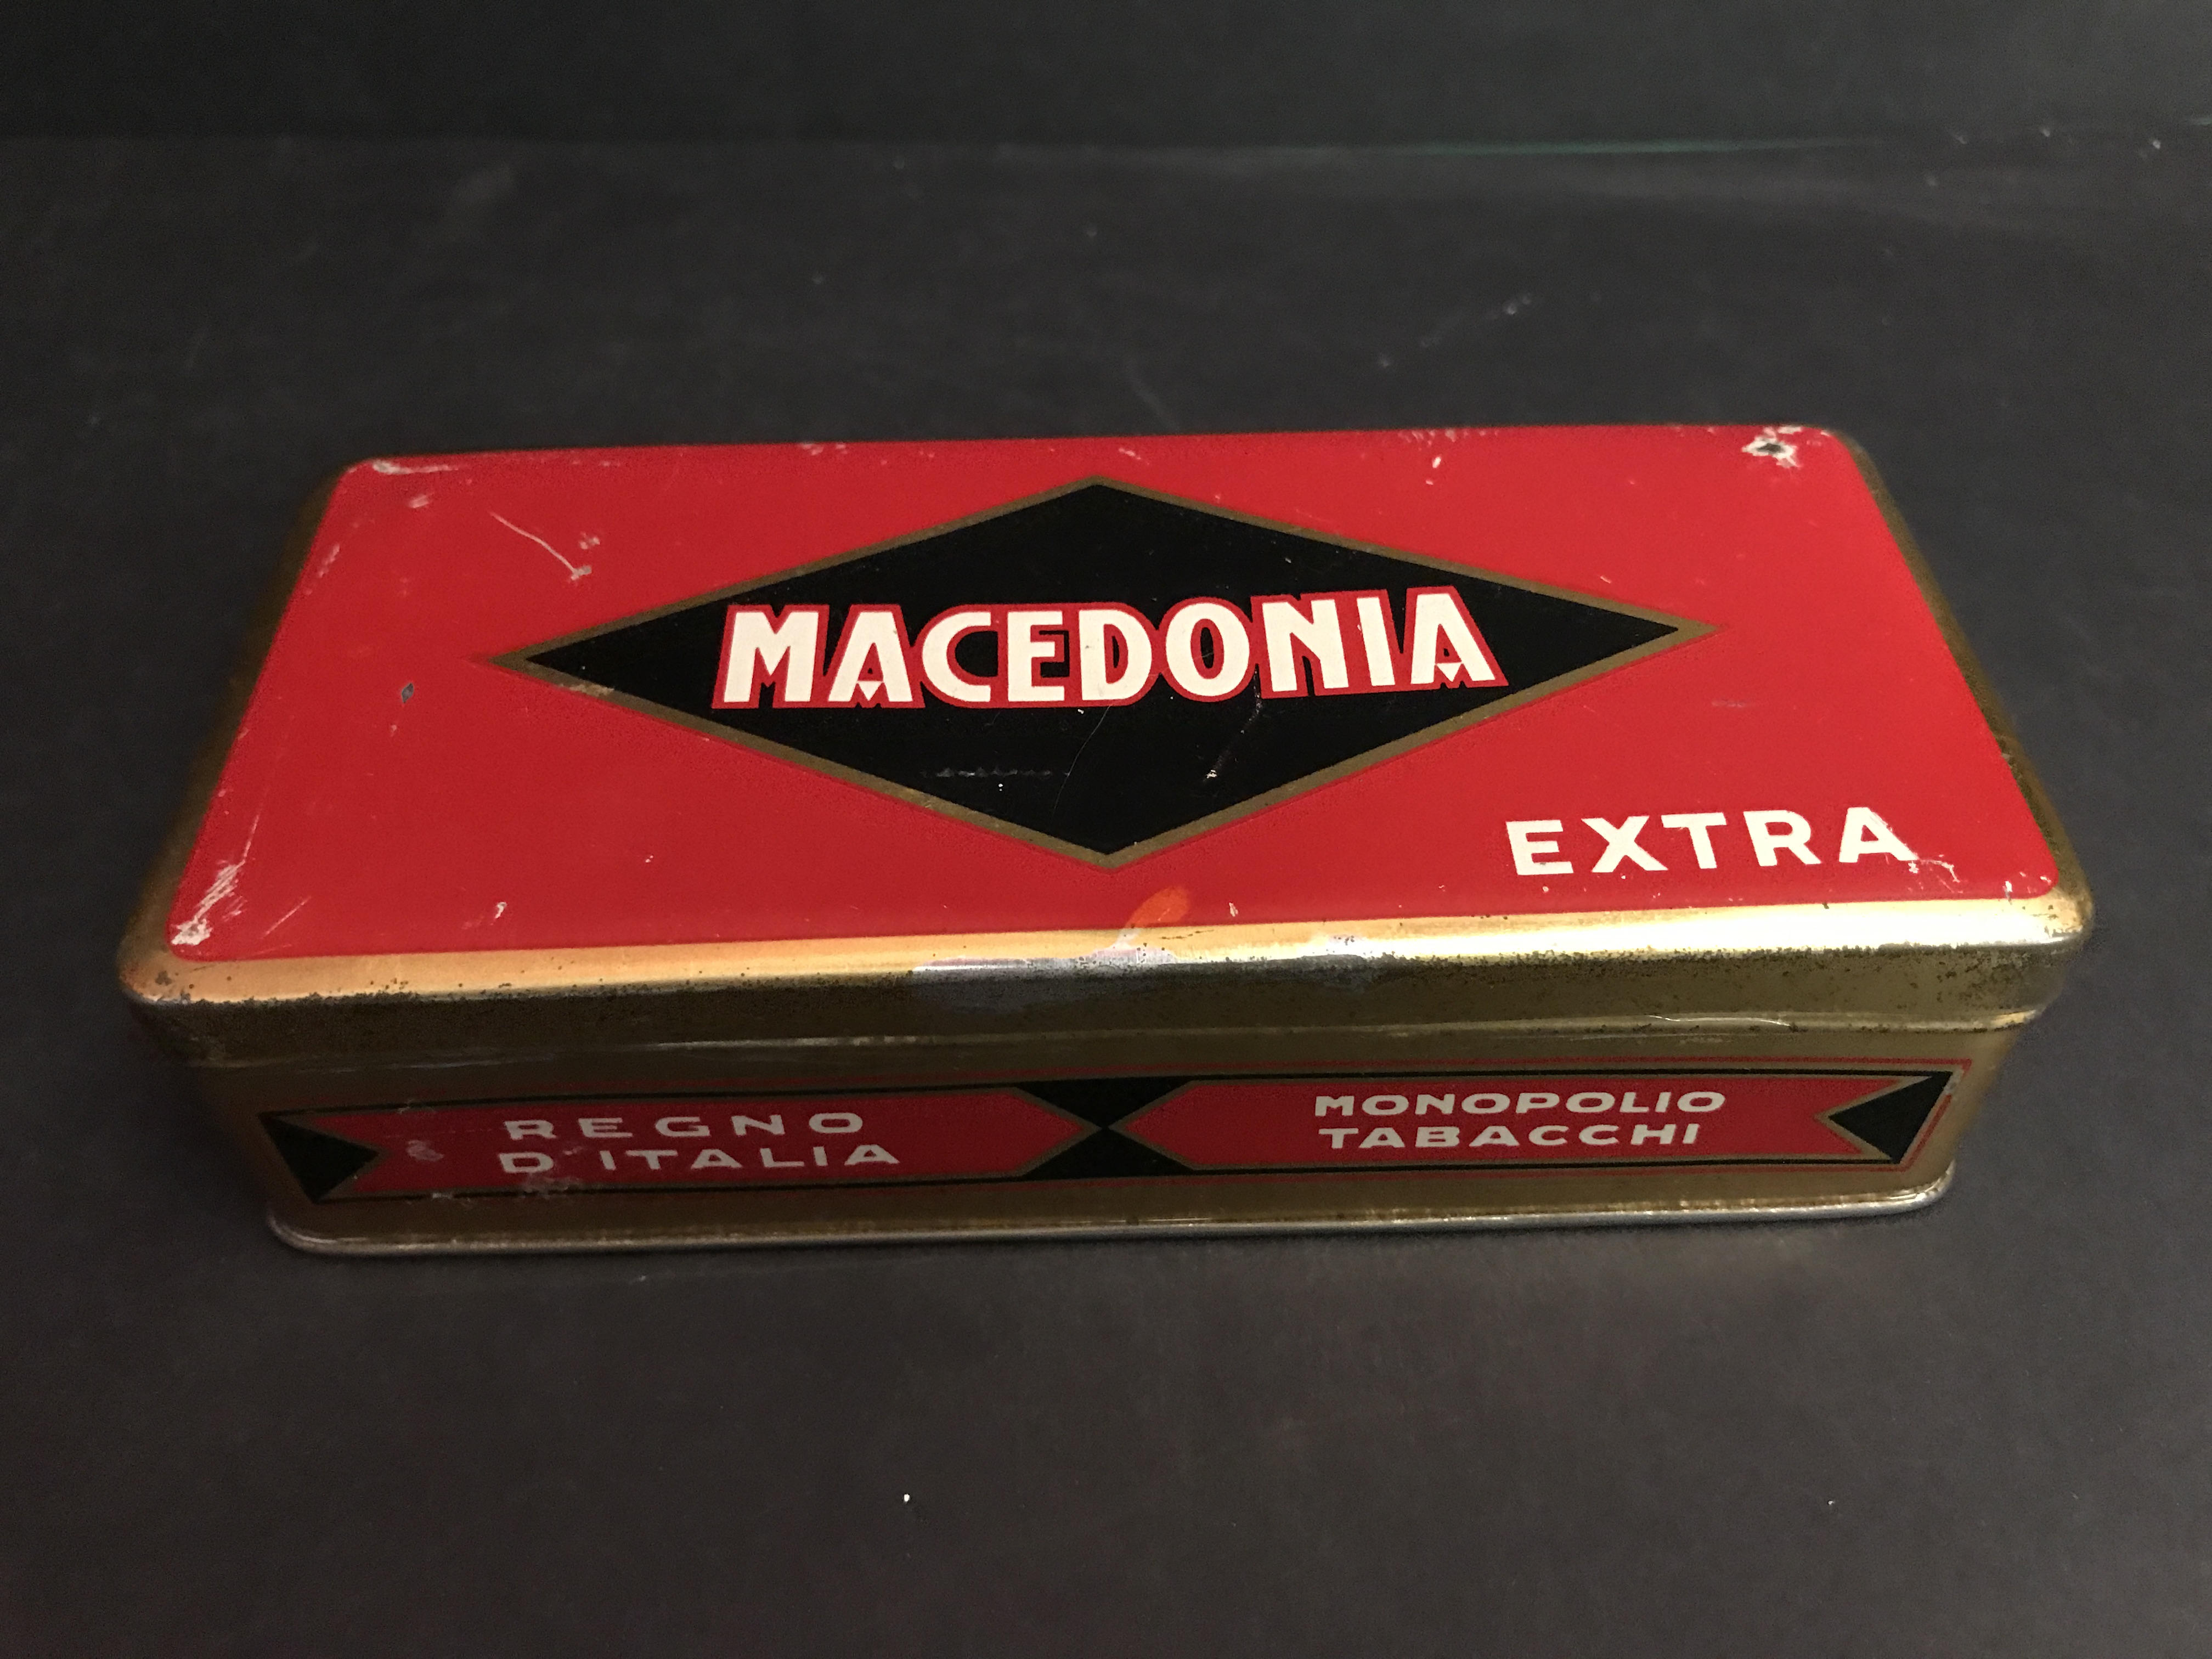 MACEDONIA
EXTRA
REGNO
D'ITALIA
MONOPOLIO
TABACCHI